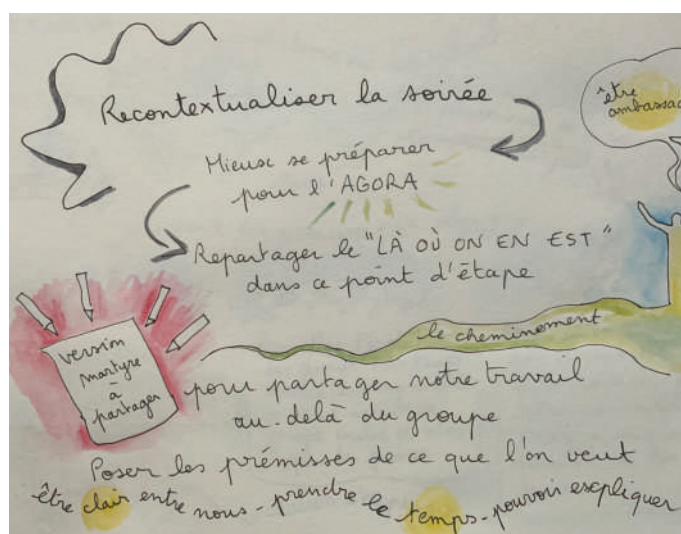 Recontextualiser la soirée
être
ambassad
Mieux se préparer
pour l'AGORA
Repartager le "LÀ OÙ ON EN EST"
dans ce point d'étape
le cheminement
version
martyre
à
partager
pour partager notre travail
au-delà du groupe
Poser les prémisses de ce que l'on veut
être clair entre nous - prendre le temps - pouvoir expliquer